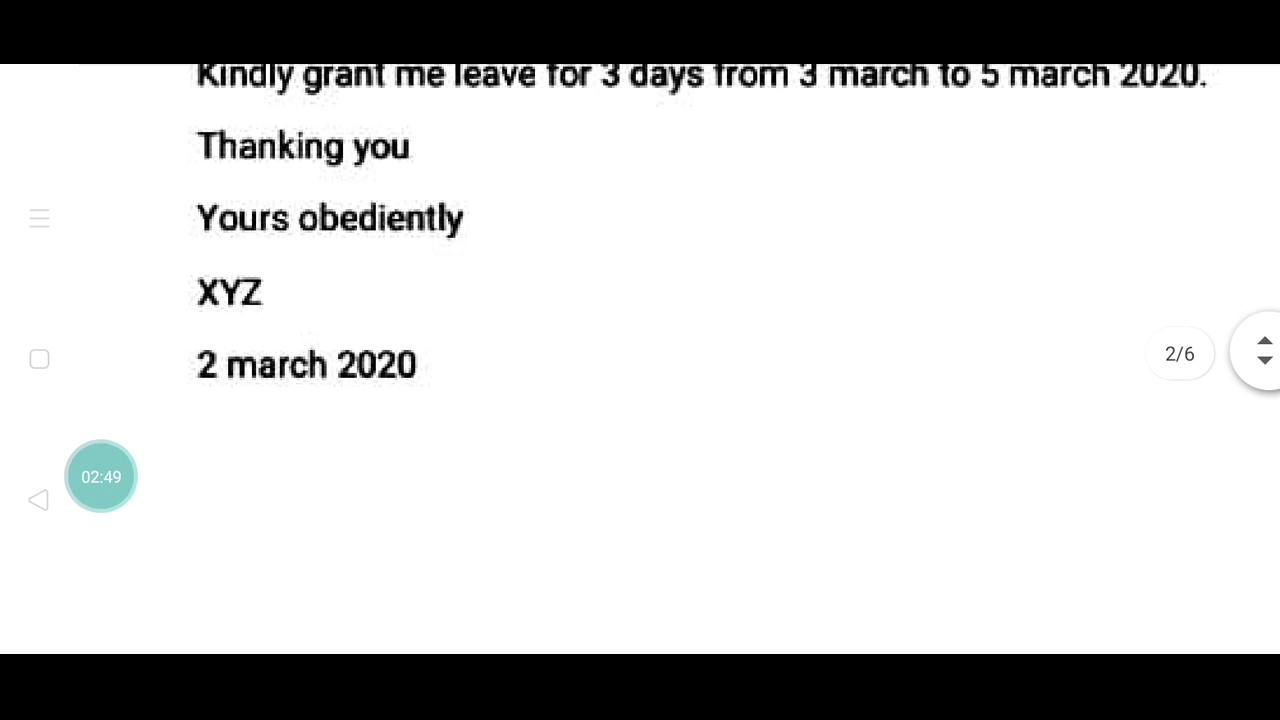 Kindly grant me leave for 3 days from 3 march to 5 march 2020.
Thanking you
Yours obediently
XYZ
2 march 2020
2/6
02:49